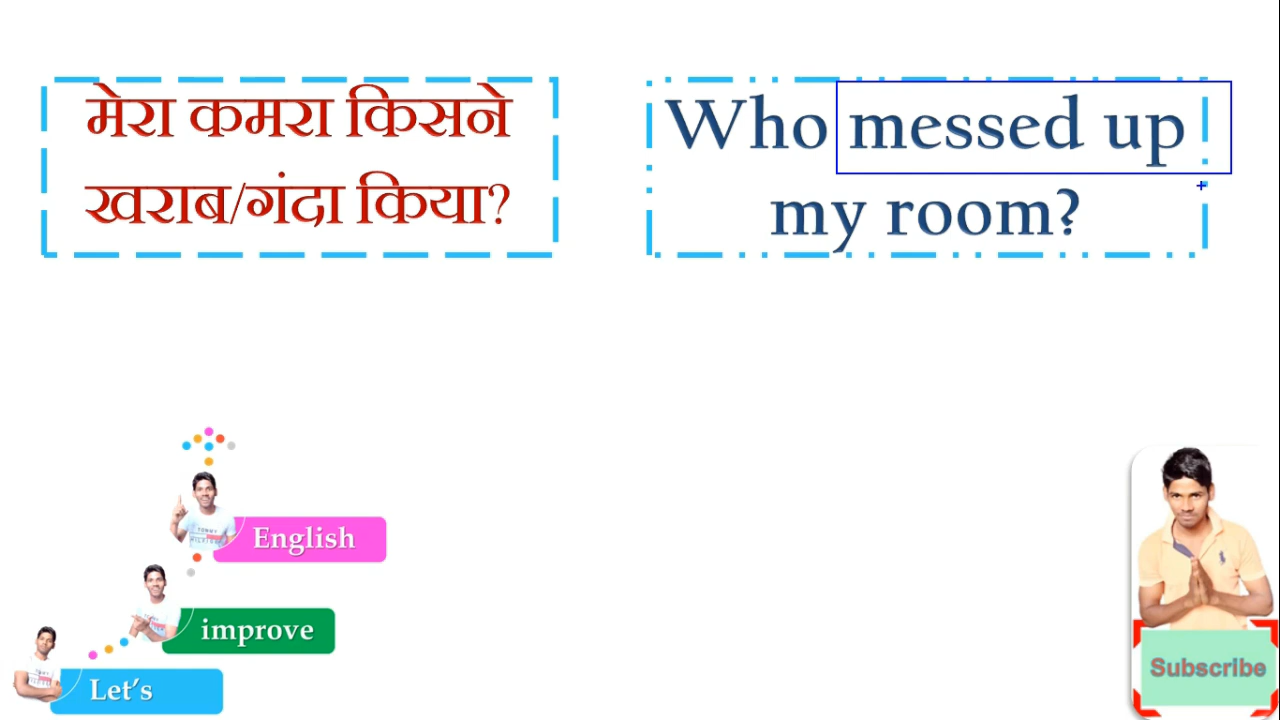 मेरा कमरा किसने
खराब/गंदा किया?
Who messed up
my room?
English
improve
Let's
Subscribe